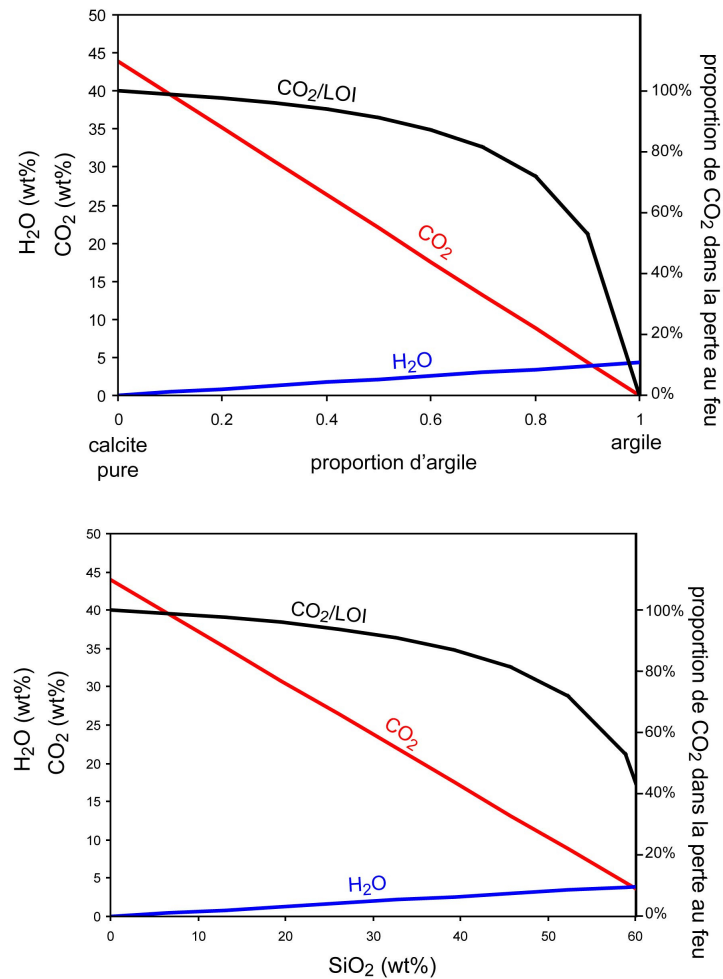 50
45
40
35
30
25
20
15
10
5
0
H₂O (wt%)
CO₂ (wt%)
CO₂/LOI
CO₂
H₂O
100%
80%
60%
40%
20%
0%
proportion de CO₂ dans la perte au feu
0 0.2 0.4 0.6 0.8 1
calcite
pure
proportion d'argile
argile
50
45
40
35
30
25
20
15
10
5
0
H₂O (wt%)
CO₂ (wt%)
CO₂/LOI
CO₂
H₂O
100%
80%
60%
40%
20%
0%
proportion de CO₂ dans la perte au feu
0 10 20 30 40 50 60
SiO₂ (wt%)